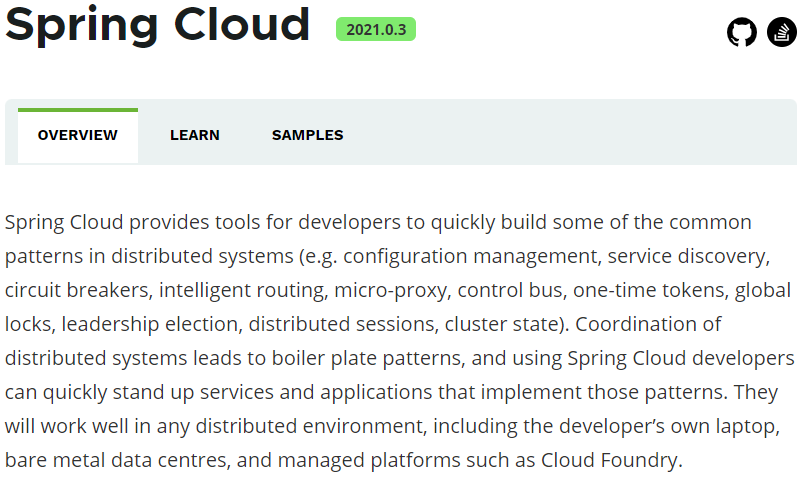 Spring Cloud 2021.0.3
OVERVIEW LEARN SAMPLES
Spring Cloud provides tools for developers to quickly build some of the common
patterns in distributed systems (e.g. configuration management, service discovery,
circuit breakers, intelligent routing, micro-proxy, control bus, one-time tokens, global
locks, leadership election, distributed sessions, cluster state). Coordination of
distributed systems leads to boiler plate patterns, and using Spring Cloud developers
can quickly stand up services and applications that implement those patterns. They
will work well in any distributed environment, including the developer’s own laptop,
bare metal data centres, and managed platforms such as Cloud Foundry.